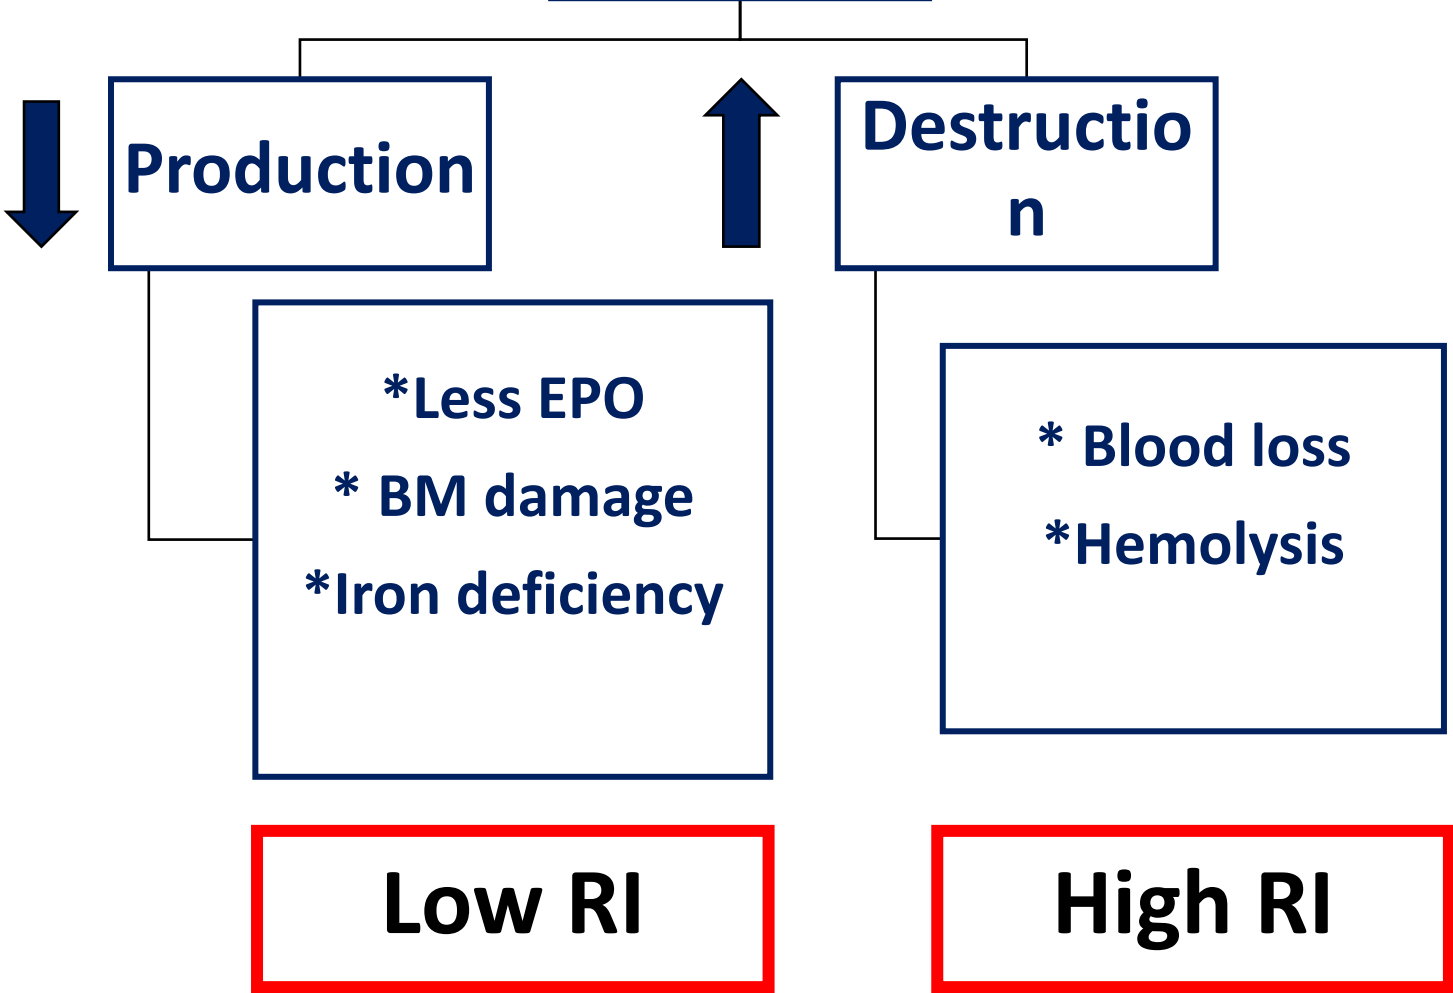 Production
Destructio
n
*Less EPO
* BM damage
*Iron deficiency
* Blood loss
*Hemolysis
Low RI
High RI